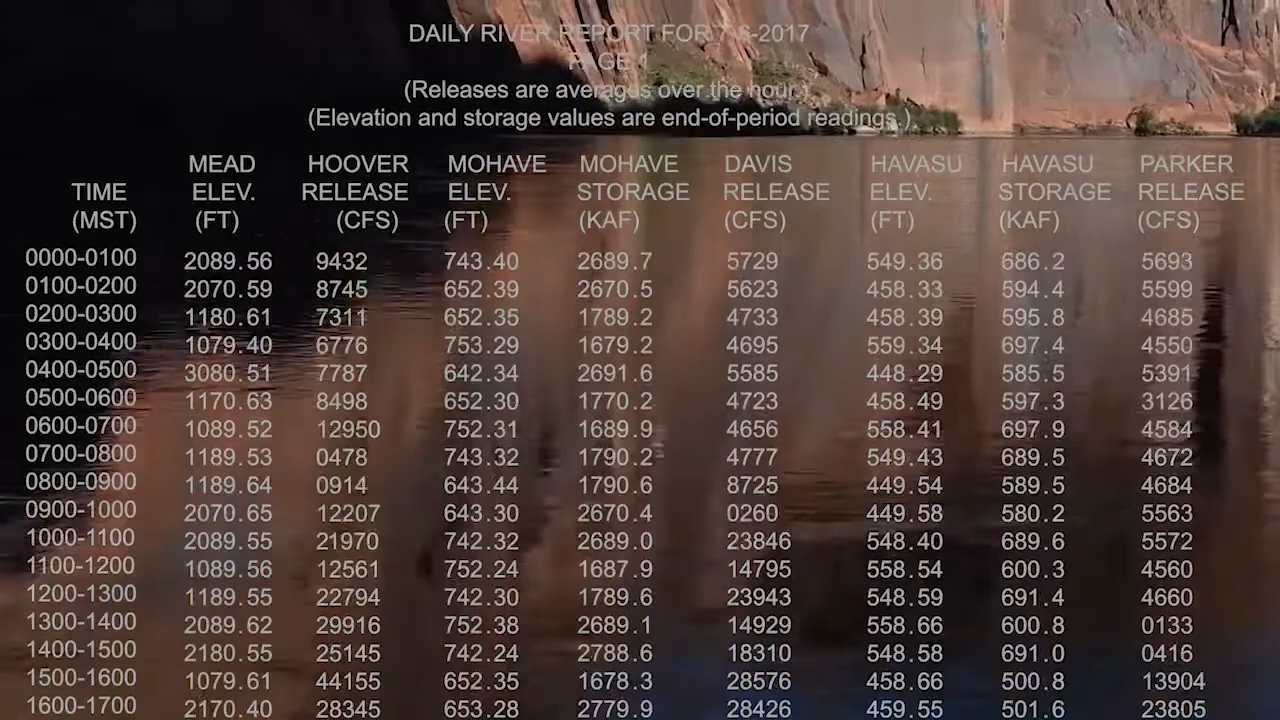 DAILY RIVER REPORT FOR 7-6-2017
PAGE 1
(Releases are averages over the hour.)
(Elevation and storage values are end-of-period readings.)
MEAD HOOVER MOHAVE MOHAVE DAVIS HAVASU HAVASU PARKER
TIME ELEV. RELEASE ELEV. STORAGE RELEASE ELEV. STORAGE RELEASE
(MST) (FT) (CFS) (FT) (KAF) (CFS) (FT) (KAF) (CFS)
0000-0100 2089.56 9432 743.40 2689.7 5729 549.36 686.2 5693
0100-0200 2070.59 8745 652.39 2670.5 5623 458.33 594.4 5599
0200-0300 1180.61 7311 652.35 1789.2 4733 458.39 595.8 4685
0300-0400 1079.40 6776 753.29 1679.2 4695 559.34 697.4 4550
0400-0500 3080.51 7787 642.34 2691.6 5585 448.29 585.5 5391
0500-0600 1170.63 8498 652.30 1770.2 4723 458.49 597.3 3126
0600-0700 1089.52 12950 752.31 1689.9 4656 558.41 697.9 4584
0700-0800 1189.53 0478 743.32 1790.2 4777 549.43 689.5 4672
0800-0900 1189.64 0914 643.44 1790.6 8725 449.54 589.5 4684
0900-1000 2070.65 12207 643.30 2670.4 0260 449.58 580.2 5563
1000-1100 2089.55 21970 742.32 2689.0 23846 548.40 689.6 5572
1100-1200 1089.56 12561 752.24 1687.9 14795 558.54 600.3 4560
1200-1300 1189.55 22794 742.30 1789.6 23943 548.59 691.4 4660
1300-1400 2089.62 29916 752.38 2689.1 14929 558.66 600.8 0133
1400-1500 2180.55 25145 742.24 2788.6 18310 548.58 691.0 0416
1500-1600 1079.61 44155 652.35 1678.3 28576 458.66 500.8 13904
1600-1700 2170.40 28345 653.28 2779.9 28426 459.55 501.6 23805